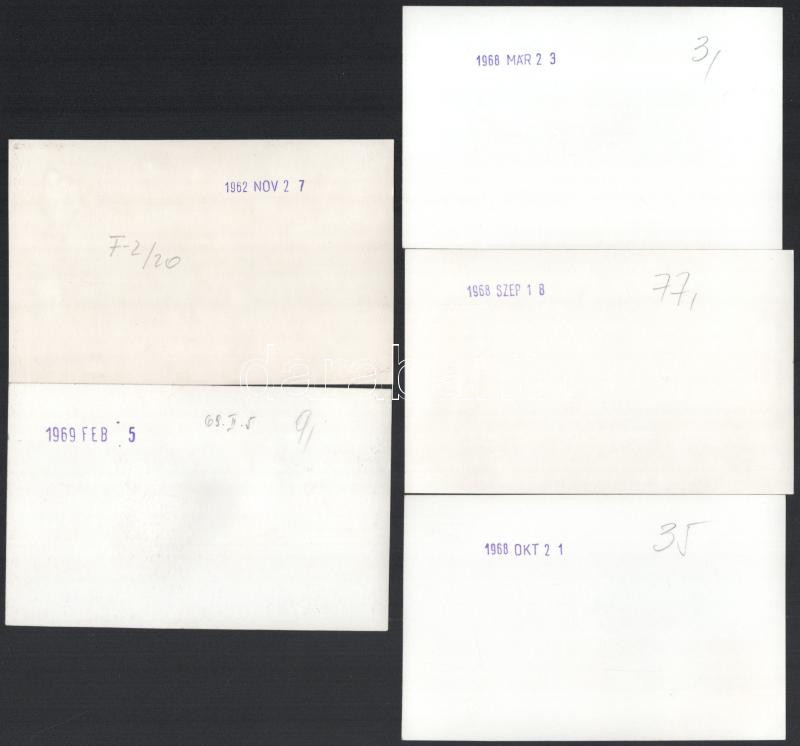 1962 NOV 2 7
F-2/20
1969 FEB 5
69.II.5
9,
1968 MÁR 2 3
3,
1968 SZEP 1 8
77,
1968 OKT 2 1
35